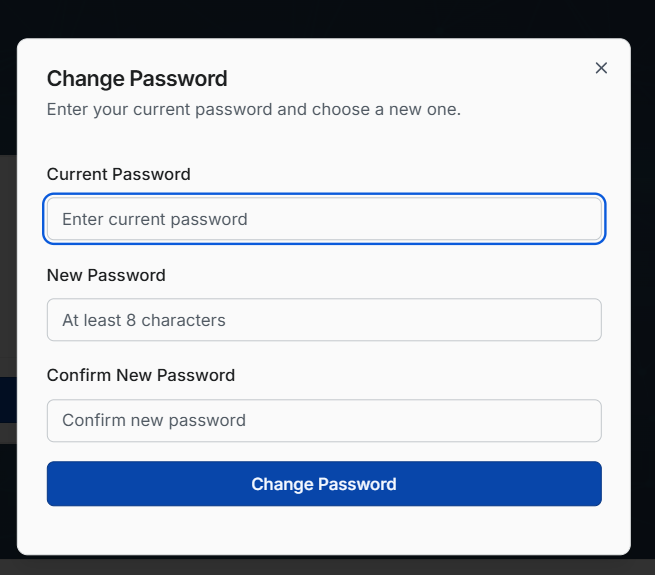 Change Password
Enter your current password and choose a new one.
Current Password
Enter current password
New Password
At least 8 characters
Confirm New Password
Confirm new password
Change Password